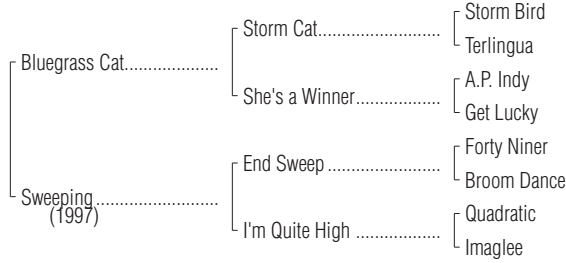 Storm Bird
Storm Cat
Terlingua
Bluegrass Cat
A.P. Indy
She's a Winner
Get Lucky
Forty Niner
End Sweep
Broom Dance
Sweeping
(1997)
Quadratic
I'm Quite High
Imaglee